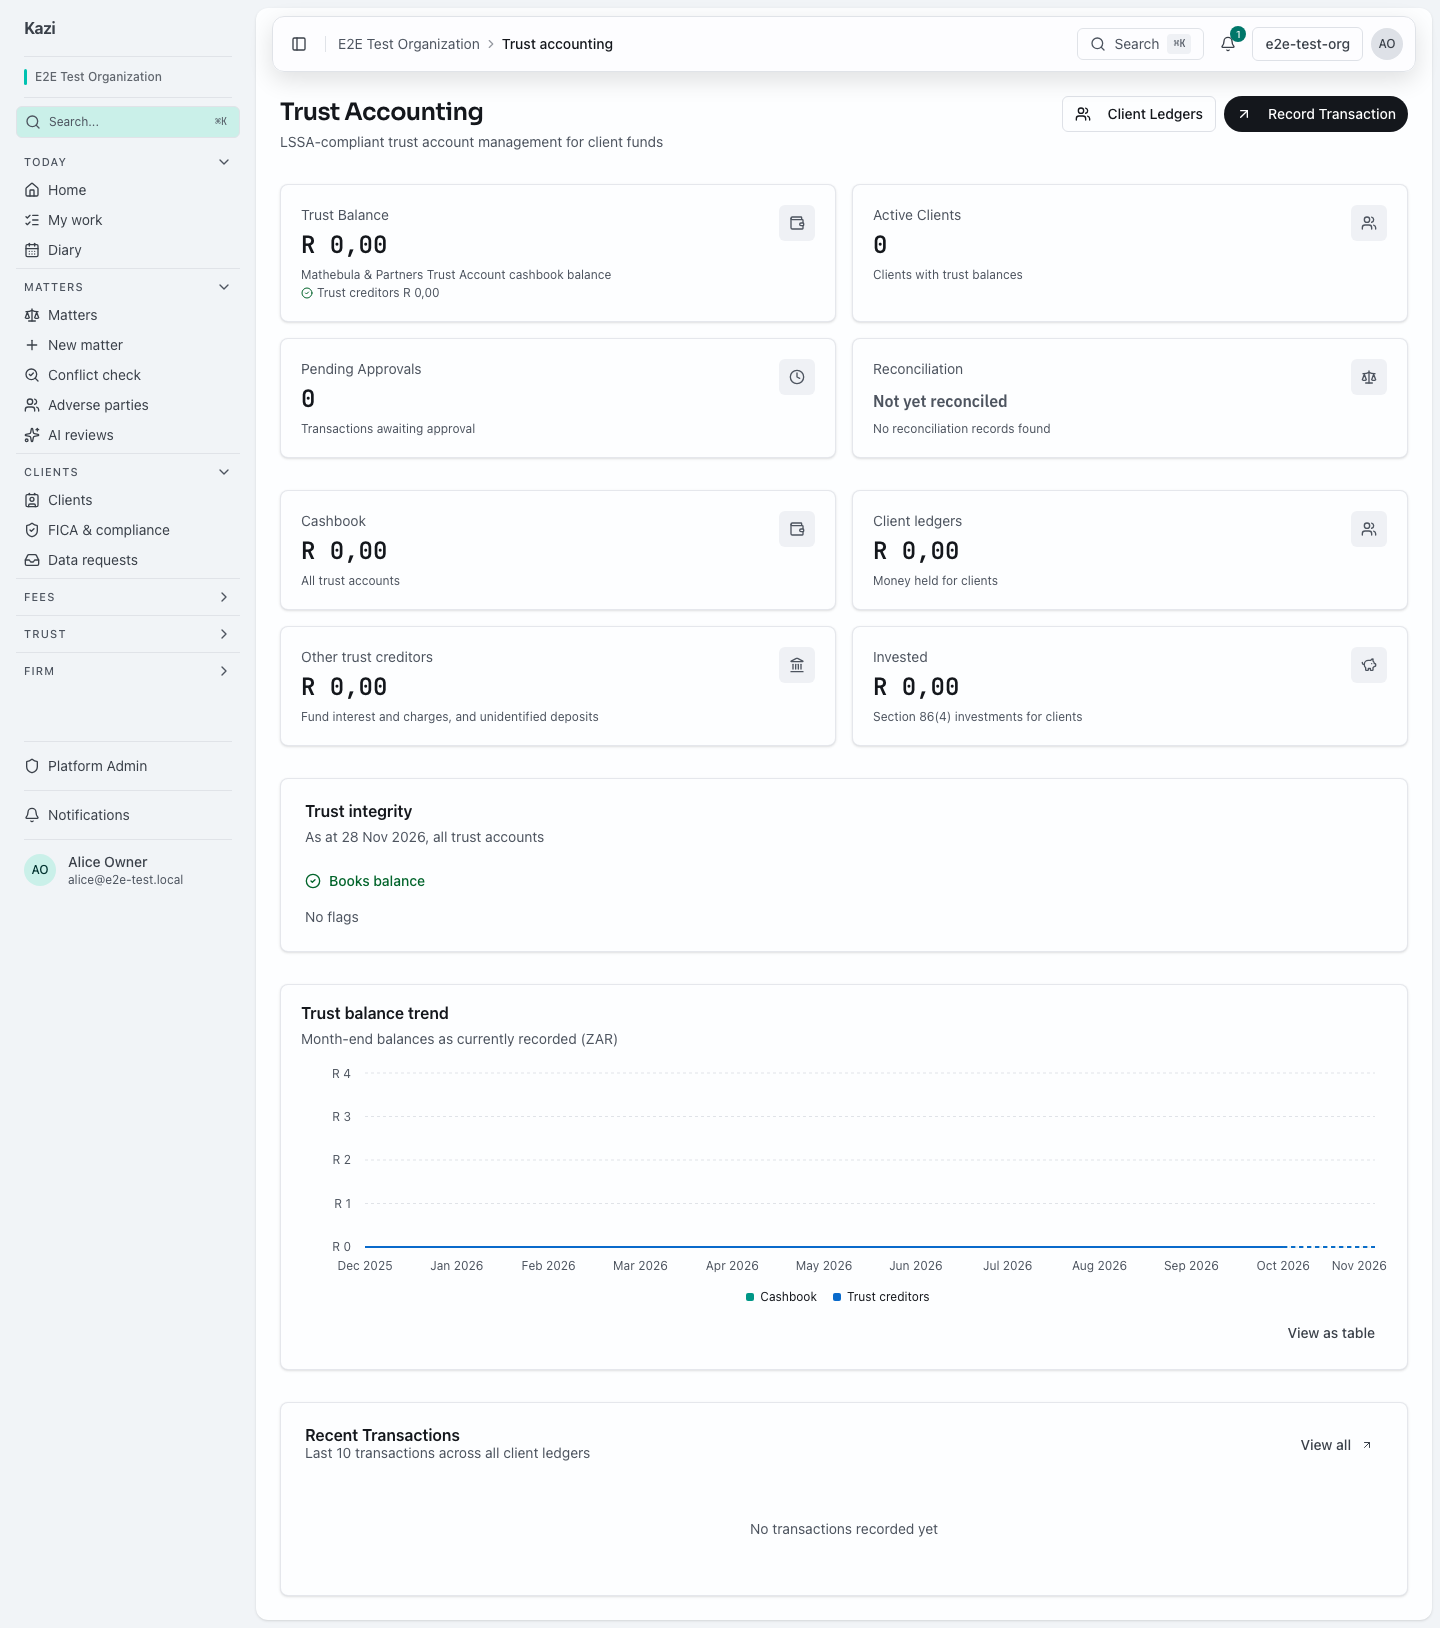 Kazi
E2E Test Organization
Search... ⌘K
TODAY
Home
My work
Diary
MATTERS
Matters
New matter
Conflict check
Adverse parties
AI reviews
CLIENTS
Clients
FICA & compliance
Data requests
FEES
TRUST
FIRM
Platform Admin
Notifications
AO
Alice Owner
alice@e2e-test.local
E2E Test Organization
Trust accounting
Search ⌘K
1
e2e-test-org
AO
Trust Accounting
LSSA-compliant trust account management for client funds
Client Ledgers
Record Transaction
Trust Balance
R 0,00
Mathebula & Partners Trust Account cashbook balance
Trust creditors R 0,00
Active Clients
0
Clients with trust balances
Pending Approvals
0
Transactions awaiting approval
Reconciliation
Not yet reconciled
No reconciliation records found
Cashbook
R 0,00
All trust accounts
Client ledgers
R 0,00
Money held for clients
Other trust creditors
R 0,00
Fund interest and charges, and unidentified deposits
Invested
R 0,00
Section 86(4) investments for clients
Trust integrity
As at 28 Nov 2026, all trust accounts
Books balance
No flags
Trust balance trend
Month-end balances as currently recorded (ZAR)
R 4
R 3
R 2
R 1
R 0
Dec 2025 Jan 2026 Feb 2026 Mar 2026 Apr 2026 May 2026 Jun 2026 Jul 2026 Aug 2026 Sep 2026 Oct 2026 Nov 2026
Cashbook Trust creditors
View as table
Recent Transactions
Last 10 transactions across all client ledgers
View all
No transactions recorded yet